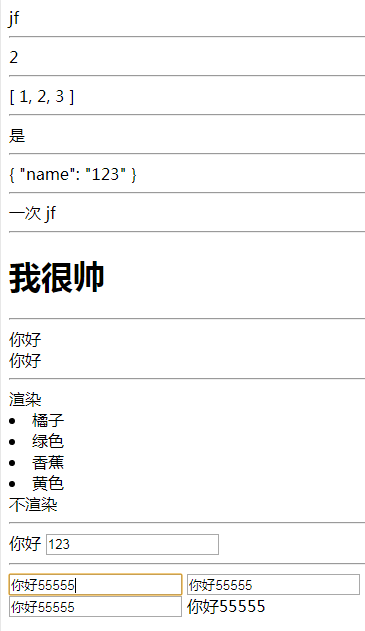 jf
2
[ 1, 2, 3 ]
是
{ "name": "123" }
一次 jf
我很帅
你好
你好
渲染
橘子
绿色
香蕉
黄色
不渲染
你好 123
你好55555 你好55555
你好55555 你好55555